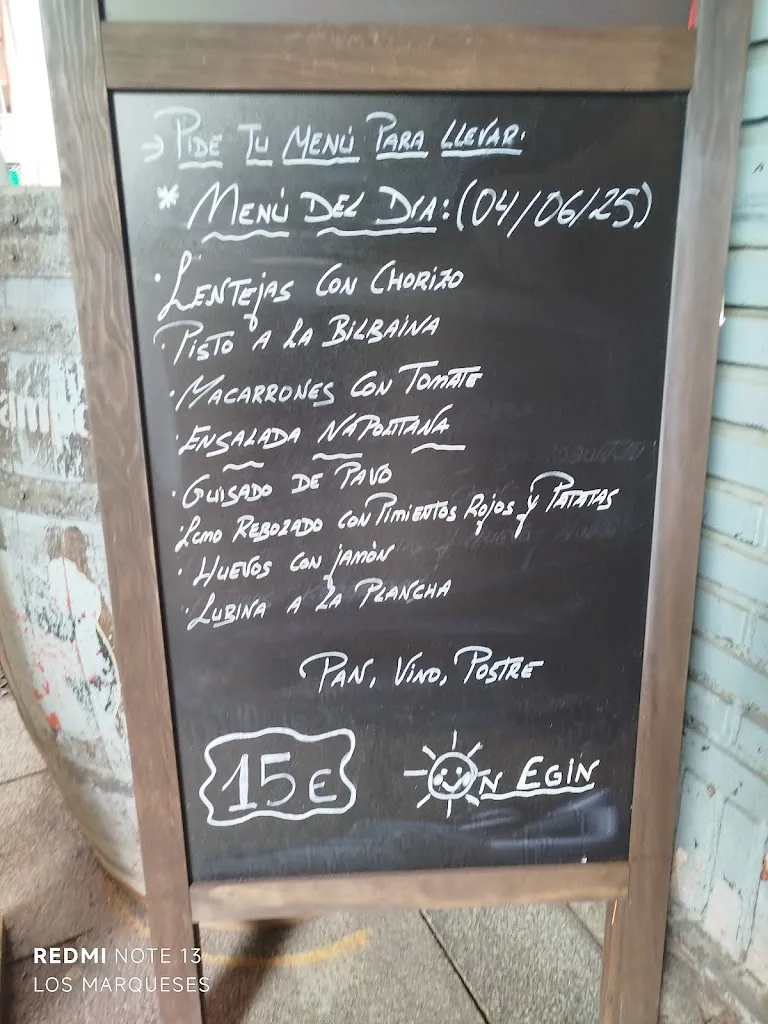 → PIDE TU MENÚ PARA LLEVAR.
* MENÚ DEL DIA: (04/06/25)
· LENTEJAS CON CHORIZO
· PISTO A LA BILBAINA
· MACARRONES CON TOMATE
· ENSALADA NAPOLITANA
· GUISADO DE PAVO
· LOMO REBOZADO CON PIMIENTOS ROJOS Y PATATAS
· HUEVOS CON JAMÓN
· LUBINA A LA PLANCHA
PAN, VINO, POSTRE
15 €
ON EGIN
REDMI NOTE 13
LOS MARQUESES